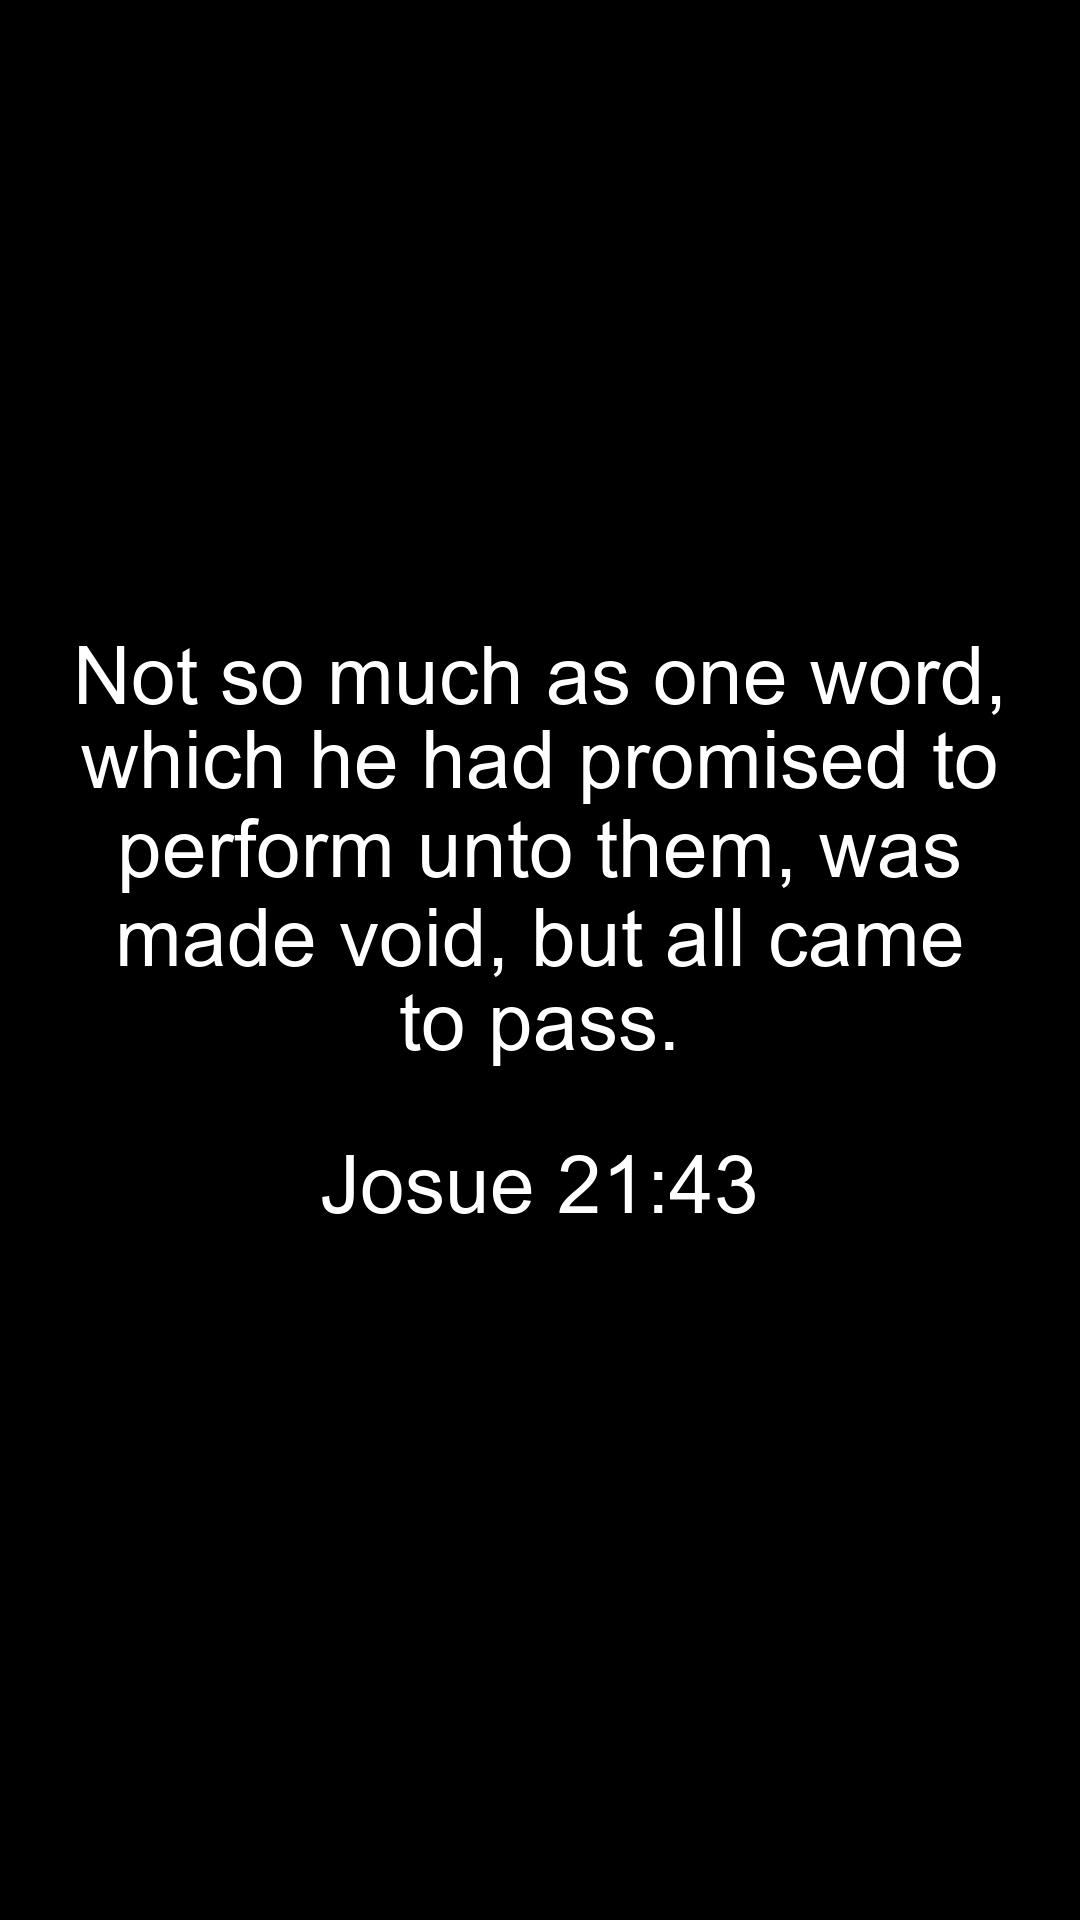 Not so much as one word,
which he had promised to
perform unto them, was
made void, but all came
to pass.
Josue 21:43